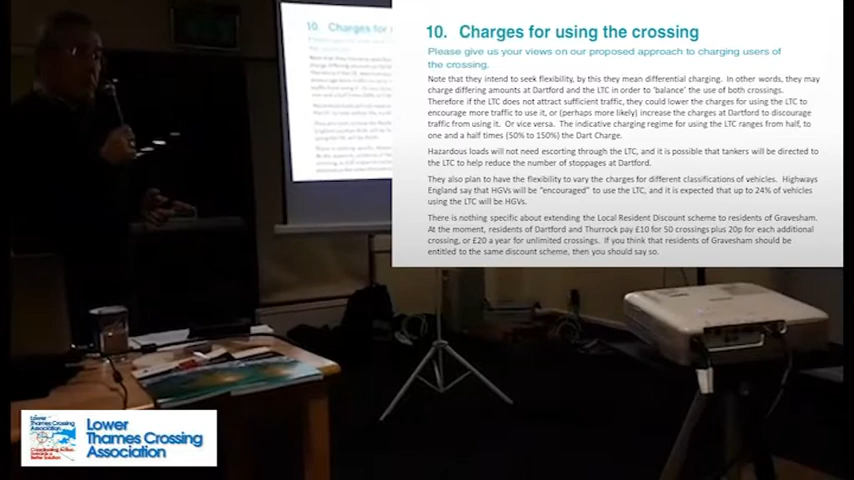 10. Charges for using the crossing
Please give us your views on our proposed approach to charging users of
the crossing.
Note that they intend to seek flexibility, by this they mean differential charging. In other words, they may
charge differing amounts at Dartford and the LTC in order to 'balance' the use of both crossings.
Therefore if the LTC does not attract sufficient traffic, they could lower the charges for using the LTC to
encourage more traffic to use it, or (perhaps more likely) increase the charges at Dartford to discourage
traffic from using it. Or vice versa. The indicative charging regime for using the LTC ranges from half, to
one and a half times (50% to 150%) the Dart Charge.
Hazardous loads will not need escorting through the LTC, and it is possible that tankers will be directed to
the LTC to help reduce the number of stoppages at Dartford.
They also plan to have the flexibility to vary the charges for different classifications of vehicles. Highways
England say that HGVs will be "encouraged" to use the LTC, and it is expected that up to 24% of vehicles
using the LTC will be HGVs.
There is nothing specific about extending the Local Resident Discount scheme to residents of Gravesham.
At the moment, residents of Dartford and Thurrock pay £10 for 50 crossings plus 20p for each additional
crossing, or £20 a year for unlimited crossings. If you think that residents of Gravesham should be
entitled to the same discount scheme, then you should say so.
10. Charges for
Lower
Thames Crossing
Association
Lower
Thames Crossing
Association